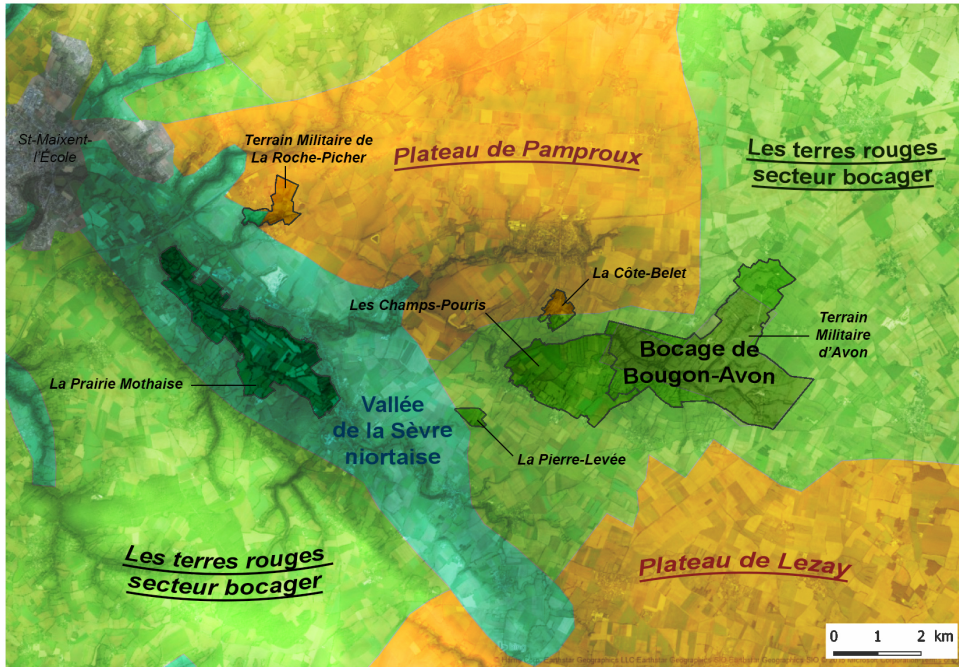 St-Maixent-
l'École
Terrain Militaire de
La Roche-Picher
Plateau de Pamproux
Les terres rouges
secteur bocager
La Côte-Belet
Les Champs-Pouris
Terrain
Militaire
d'Avon
Bocage de
Bougon-Avon
La Prairie Mothaise
Vallée
de la Sèvre
niortaise
La Pierre-Levée
Les terres rouges
secteur bocager
Plateau de Lezay
0 1 2 km